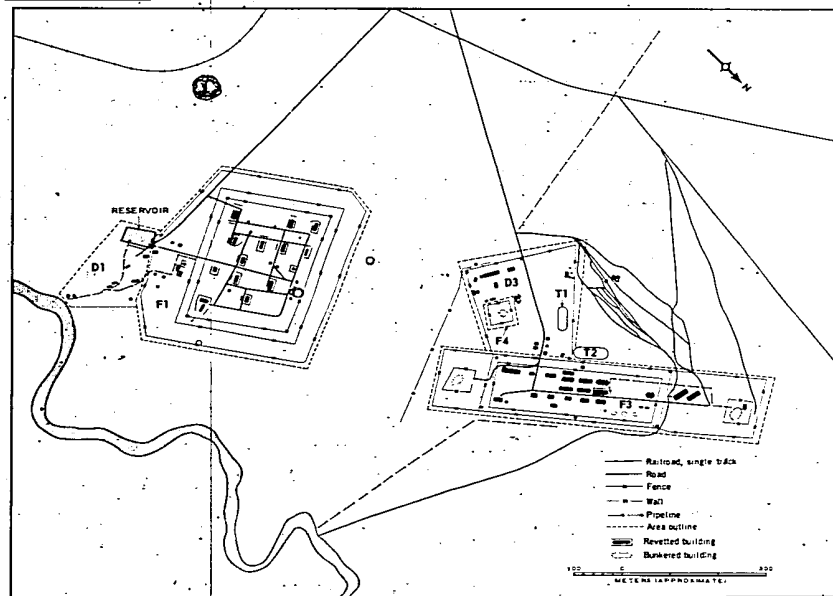 N
RESERVOIR
D1
F1
D3
T1
F4
T2
F3
Railroad, single track
Road
Fence
Wall
Pipeline
Area outline
Revetted building
Bunkered building
0
METERS (APPROXIMATE)